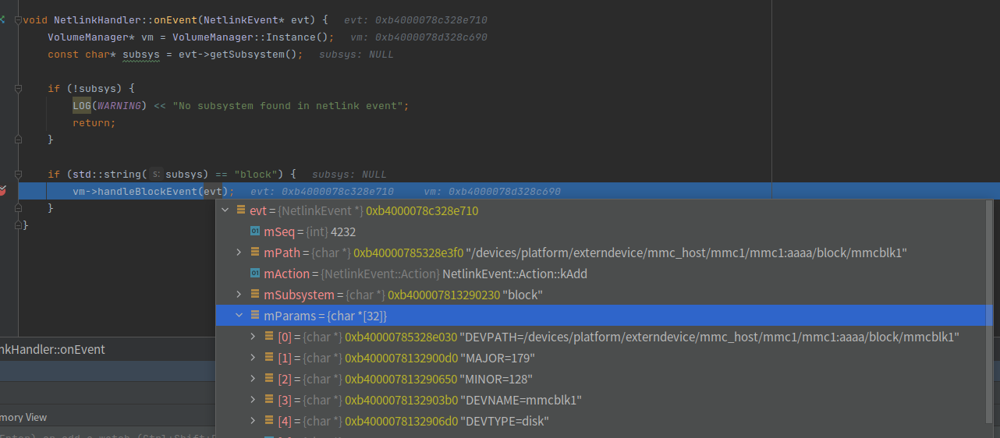 void NetlinkHandler::onEvent(NetlinkEvent* evt) {   evt: 0xb4000078c328e710
    VolumeManager* vm = VolumeManager::Instance();   vm: 0xb4000078d328c690
    const char* subsys = evt->getSubsystem();   subsys: NULL
    if (!subsys) {
        LOG(WARNING) << "No subsystem found in netlink event";
        return;
    }
    if (std::string( s: subsys) == "block") {   subsys: NULL
        vm->handleBlockEvent(evt);   evt: 0xb4000078c328e710   vm: 0xb4000078d328c690
    }
}
evt = {NetlinkEvent *} 0xb4000078c328e710
01 mSeq = {int} 4232
mPath = {char *} 0xb40000785328e3f0 "/devices/platform/externdevice/mmc_host/mmc1/mmc1:aaaa/block/mmcblk1"
01 mAction = {NetlinkEvent::Action} NetlinkEvent::Action::kAdd
mSubsystem = {char *} 0xb400007813290230 "block"
mParams = {char *[32]}
[0] = {char *} 0xb40000785328e030 "DEVPATH=/devices/platform/externdevice/mmc_host/mmc1/mmc1:aaaa/block/mmcblk1"
nkHandler::onEvent
[1] = {char *} 0xb4000078132900d0 "MAJOR=179"
[2] = {char *} 0xb400007813290650 "MINOR=128"
[3] = {char *} 0xb4000078132903b0 "DEVNAME=mmcblk1"
mory View
[4] = {char *} 0xb4000078132906d0 "DEVTYPE=disk"